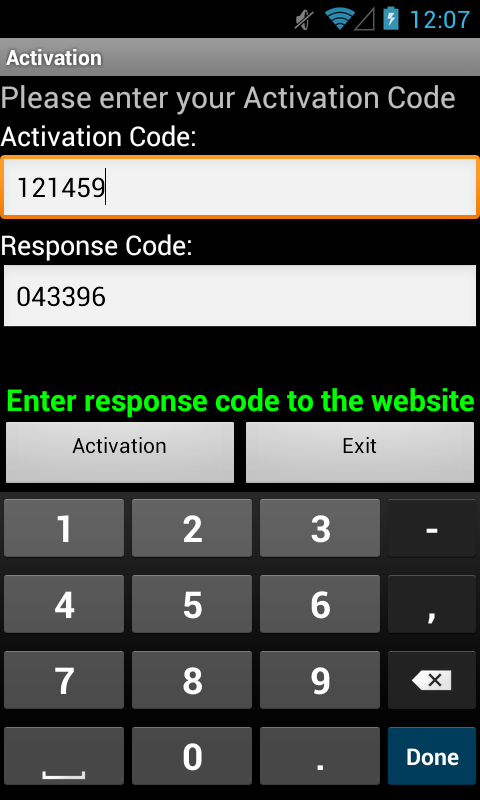 12:07
Activation
Please enter your Activation Code
Activation Code:
121459
Response Code:
043396
Enter response code to the website
Activation Exit
1 2 3 -
4 5 6 ,
7 8 9
0 .
Done